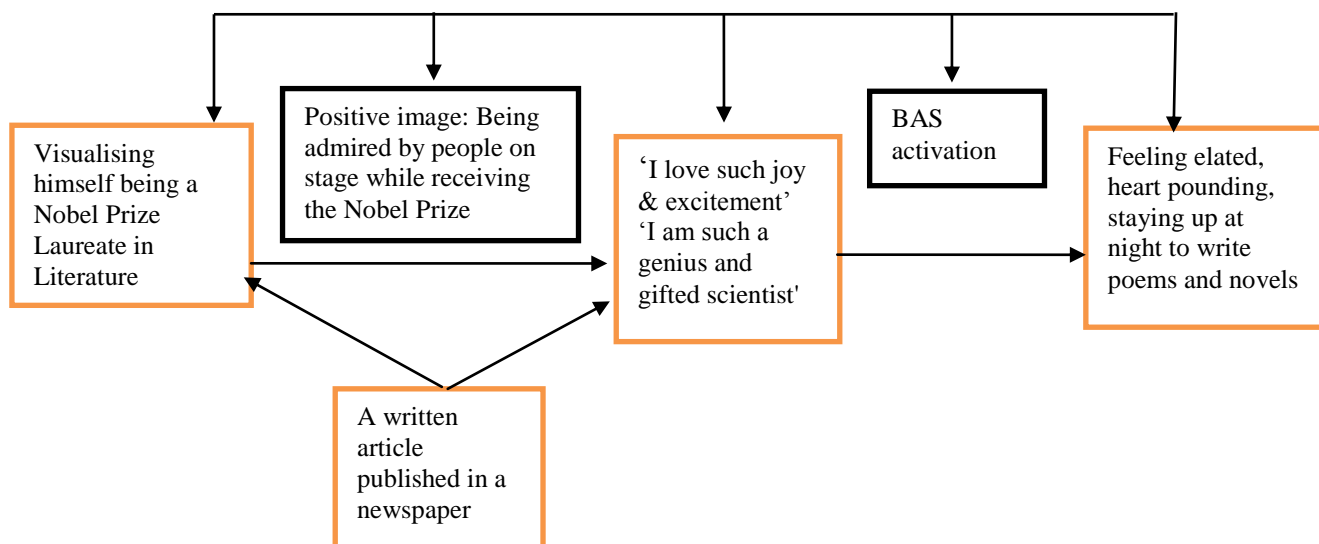 Visualising
himself being a
Nobel Prize
Laureate in
Literature
Positive image: Being
admired by people on
stage while receiving
the Nobel Prize
‘I love such joy
& excitement’
‘I am such a
genius and
gifted scientist'
BAS
activation
Feeling elated,
heart pounding,
staying up at
night to write
poems and novels
A written
article
published in a
newspaper